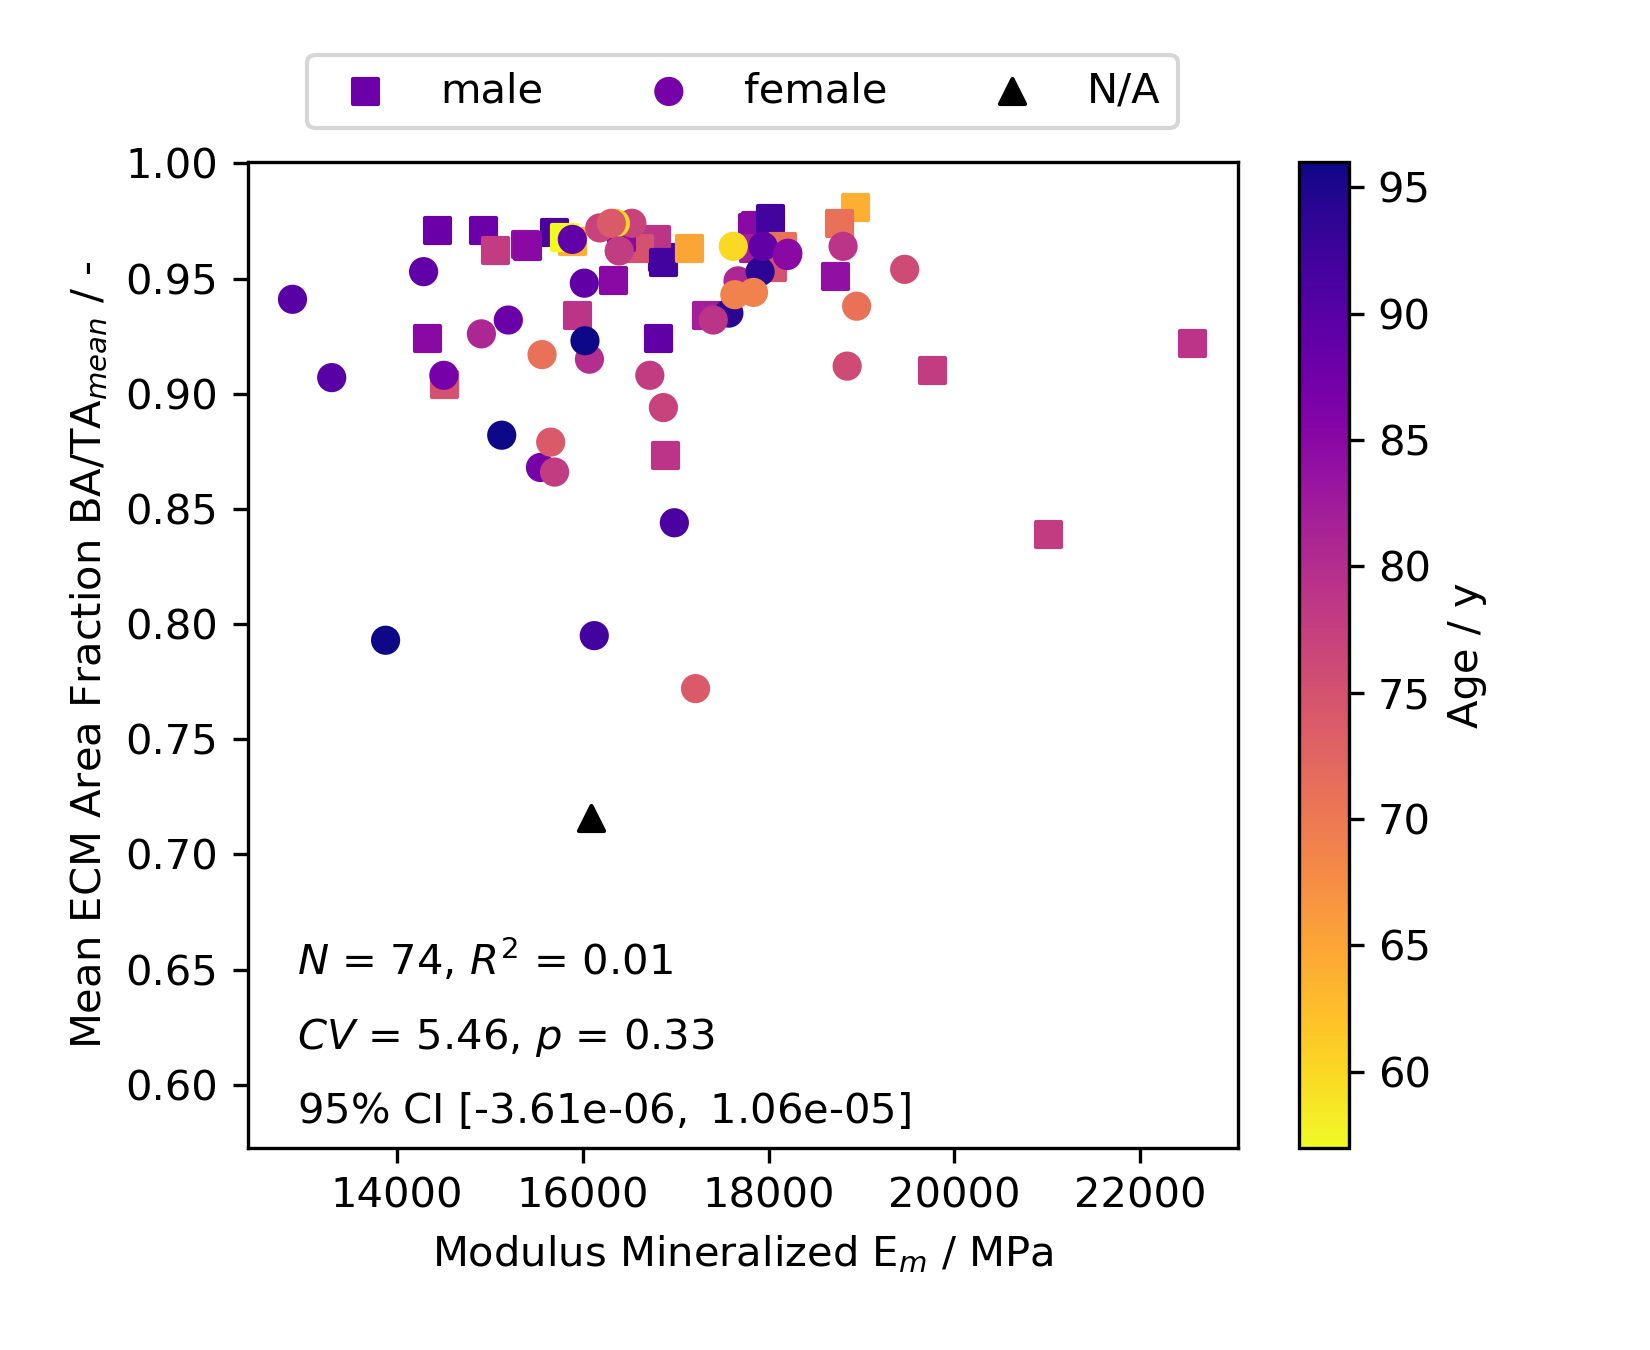 male female N/A
1.00
0.95
0.90
0.85
0.80
0.75
0.70
0.65
0.60
Mean ECM Area Fraction BA/TA_mean / -
N = 74, R² = 0.01
CV = 5.46, p = 0.33
95% CI [-3.61e-06, 1.06e-05]
14000 16000 18000 20000 22000
Modulus Mineralized E_m / MPa
95
90
85
80
75
70
65
60
Age / y